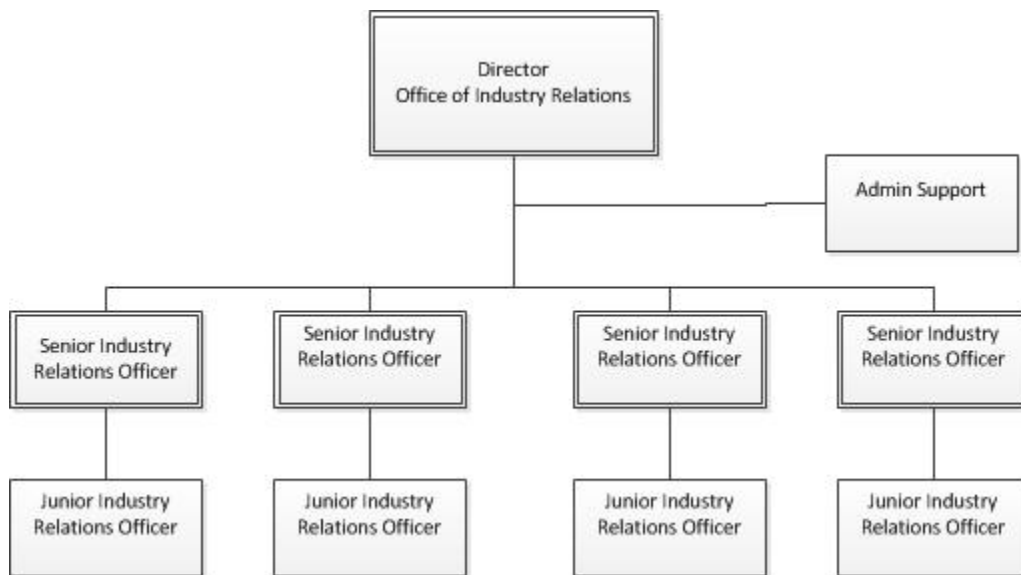 Director
Office of Industry Relations
Admin Support
Senior Industry
Relations Officer
Senior Industry
Relations Officer
Senior Industry
Relations Officer
Senior Industry
Relations Officer
Junior Industry
Relations Officer
Junior Industry
Relations Officer
Junior Industry
Relations Officer
Junior Industry
Relations Officer